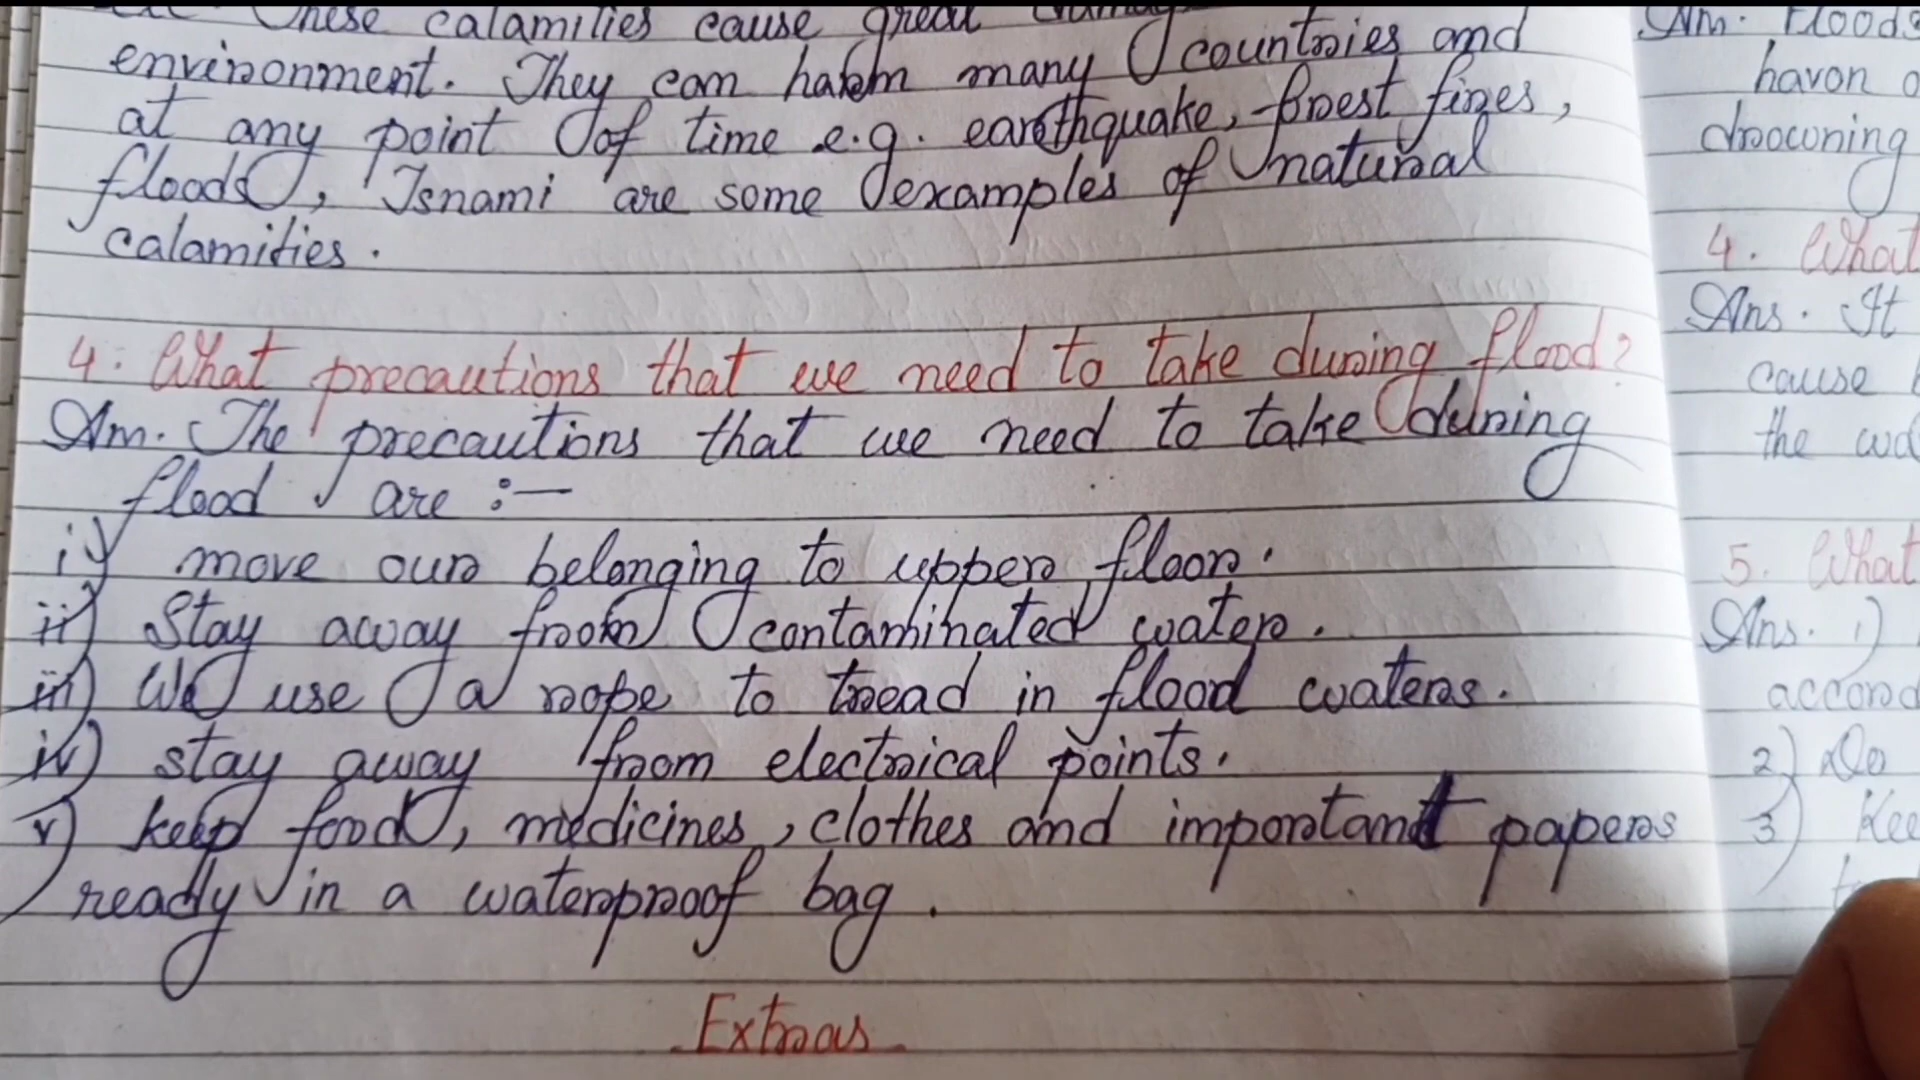 These calamities cause great
environment. They can harm many countries and
at any point of time e.g. earthquake, forest fires,
floods, Tsnami are some examples of natural
calamities.
4. What precautions that we need to take during flood?
Ans. The precautions that we need to take during
flood are :—
i) move our belonging to upper floor.
ii) Stay away from contaminated water.
iii) We use a rope to tread in flood waters.
iv) stay away from electrical points.
v) keep food, medicines, clothes and important papers
ready in a waterproof bag.
Extras
Ans. Floods
havon
drowning
4. What
Ans. It
cause
the
5. What
Ans. 1)
accord
2) Do
3) Kee